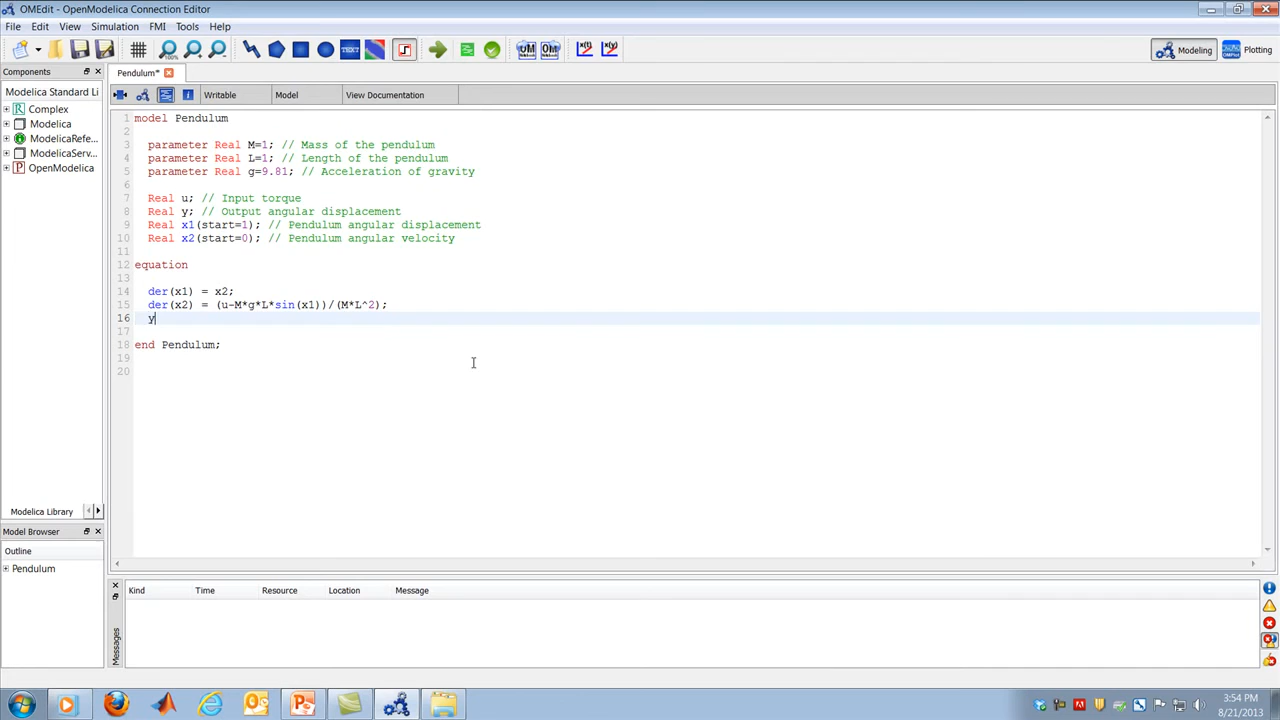 OMEdit - OpenModelica Connection Editor
File Edit View Simulation FMI Tools Help
100% TEXT Modeling Plotting
Components Pendulum*
Modelica Standard Li Writable Model View Documentation
Complex
Modelica
ModelicaRefe...
ModelicaServ...
OpenModelica
1 model Pendulum
2
3 parameter Real M=1; // Mass of the pendulum
4 parameter Real L=1; // Length of the pendulum
5 parameter Real g=9.81; // Acceleration of gravity
6
7 Real u; // Input torque
8 Real y; // Output angular displacement
9 Real x1(start=1); // Pendulum angular displacement
10 Real x2(start=0); // Pendulum angular velocity
11
12 equation
13
14 der(x1) = x2;
15 der(x2) = (u-M*g*L*sin(x1))/(M*L^2);
16 y
17
18 end Pendulum;
19
20
Modelica Library
Model Browser
Outline
Pendulum
Kind Time Resource Location Message
Messages
3:54 PM
8/21/2013